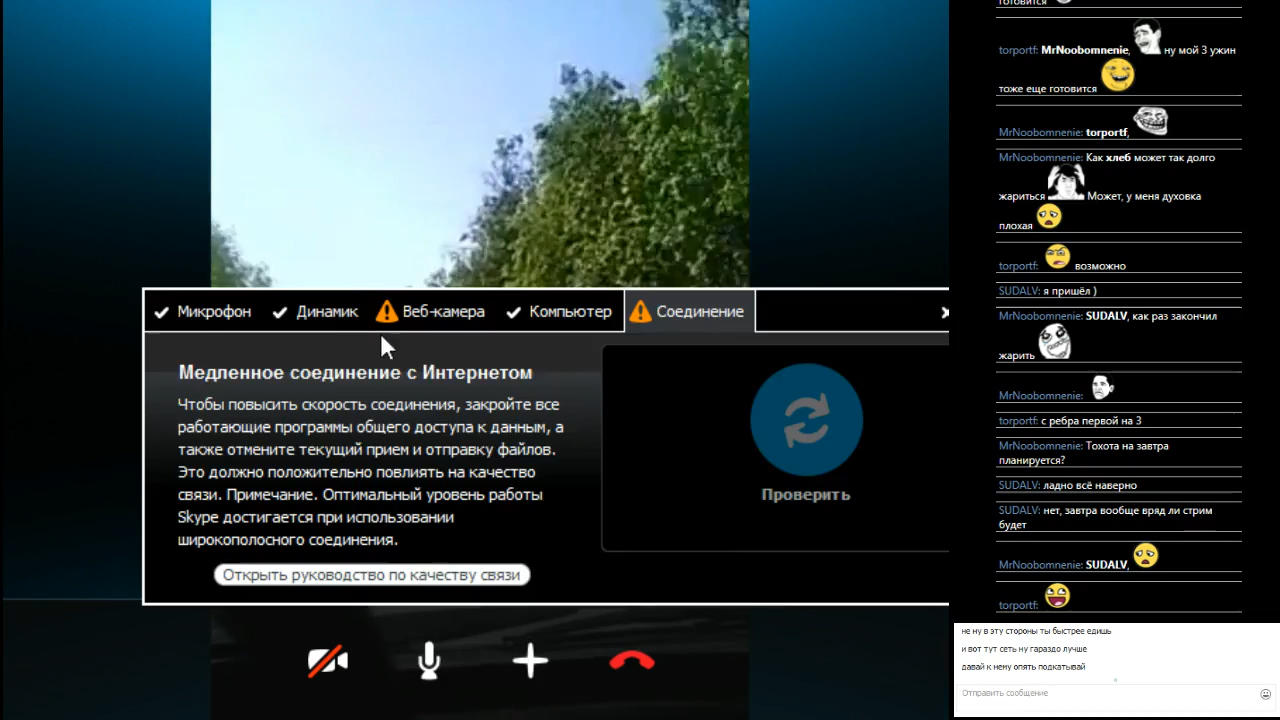 Микрофон
Динамик
Веб-камера
Компьютер
Соединение
Медленное соединение с Интернетом
Чтобы повысить скорость соединения, закройте все
работающие программы общего доступа к данным, а
также отмените текущий прием и отправку файлов.
Это должно положительно повлиять на качество
связи. Примечание. Оптимальный уровень работы
Skype достигается при использовании
широкополосного соединения.
Открыть руководство по качеству связи
Проверить
готовится
torportf: MrNoobomnenie, ну мой 3 ужин
тоже еще готовится
MrNoobomnenie: torportf,
MrNoobomnenie: Как хлеб может так долго
жариться Может, у меня духовка
плохая
torportf: возможно
SUDALV: я пришёл )
MrNoobomnenie: SUDALV, как раз закончил
жарить
MrNoobomnenie:
torportf: с ребра первой на 3
MrNoobomnenie: Тохота на завтра
планируется?
SUDALV: ладно всё наверно
SUDALV: нет, завтра вообще вряд ли стрим
будет
MrNoobomnenie: SUDALV,
torportf:
не ну в эту стороны ты быстрее едишь
и вот тут сеть ну гараздо лучше
давай к нему опять подкатывай
Отправить сообщение